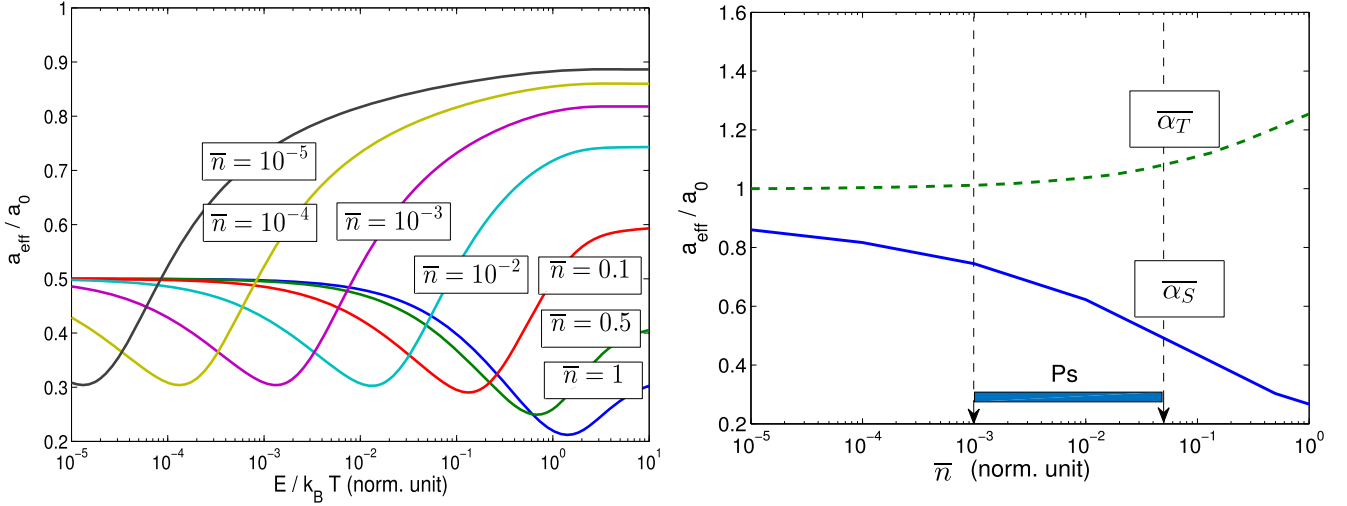 1
0.9
0.8
0.7
0.6
0.5
0.4
0.3
0.2
a_eff / a_0
n̅ = 10^-5
n̅ = 10^-4
n̅ = 10^-3
n̅ = 10^-2
n̅ = 0.1
n̅ = 0.5
n̅ = 1
10^-5 10^-4 10^-3 10^-2 10^-1 10^0 10^1
E / k_B T (norm. unit)
1.6
1.4
1.2
1
0.8
0.6
0.4
0.2
a_eff / a_0
α_T
α_S
Ps
10^-5 10^-4 10^-3 10^-2 10^-1 10^0
n̅ (norm. unit)